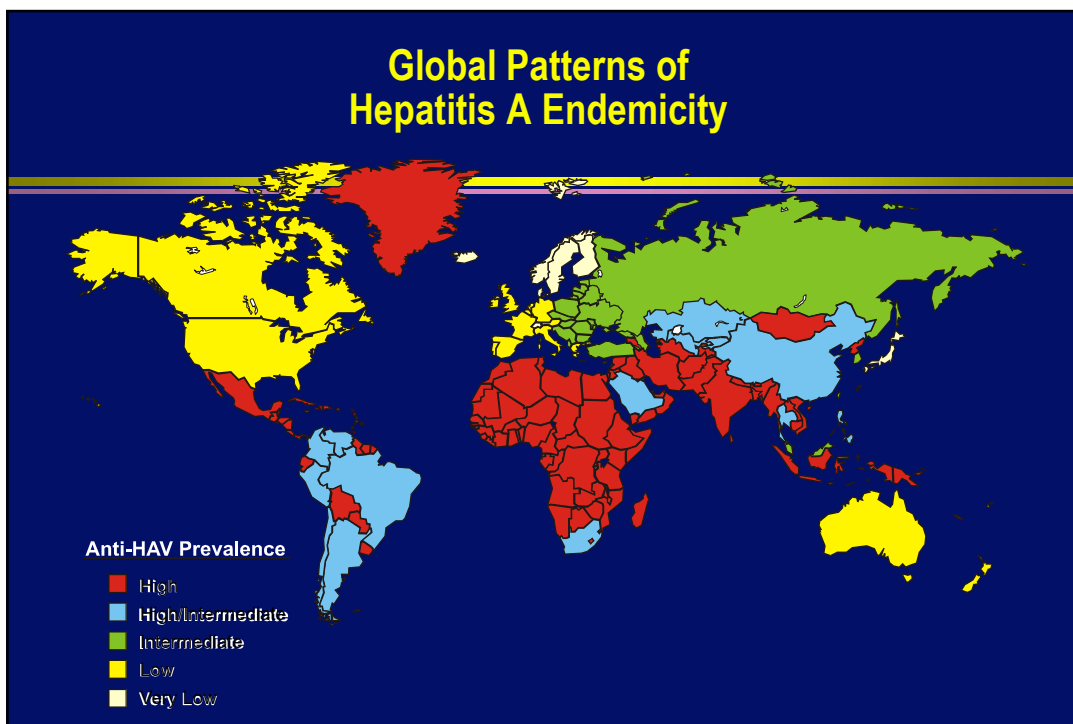 Global Patterns of
Hepatitis A Endemicity
Anti-HAV Prevalence
High
High/Intermediate
Intermediate
Low
Very Low